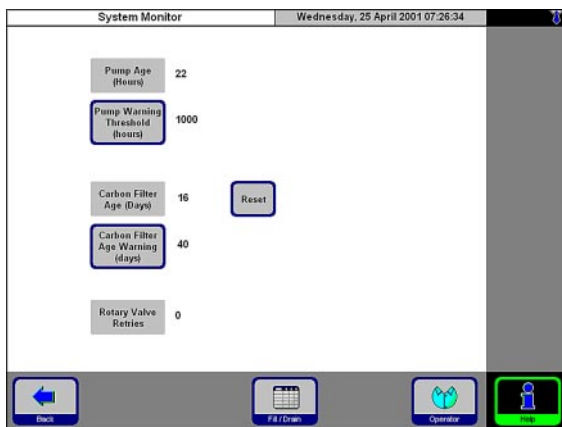 System Monitor
Wednesday, 25 April 2001 07:26:34
Pump Age
(Hours)
22
Pump Warning
Threshold
(hours)
1000
Carbon Filter
Age (Days)
16
Reset
Carbon Filter
Age Warning
(days)
40
Rotary Valve
Retries
0
Back
Fill / Drain
Operator
Help